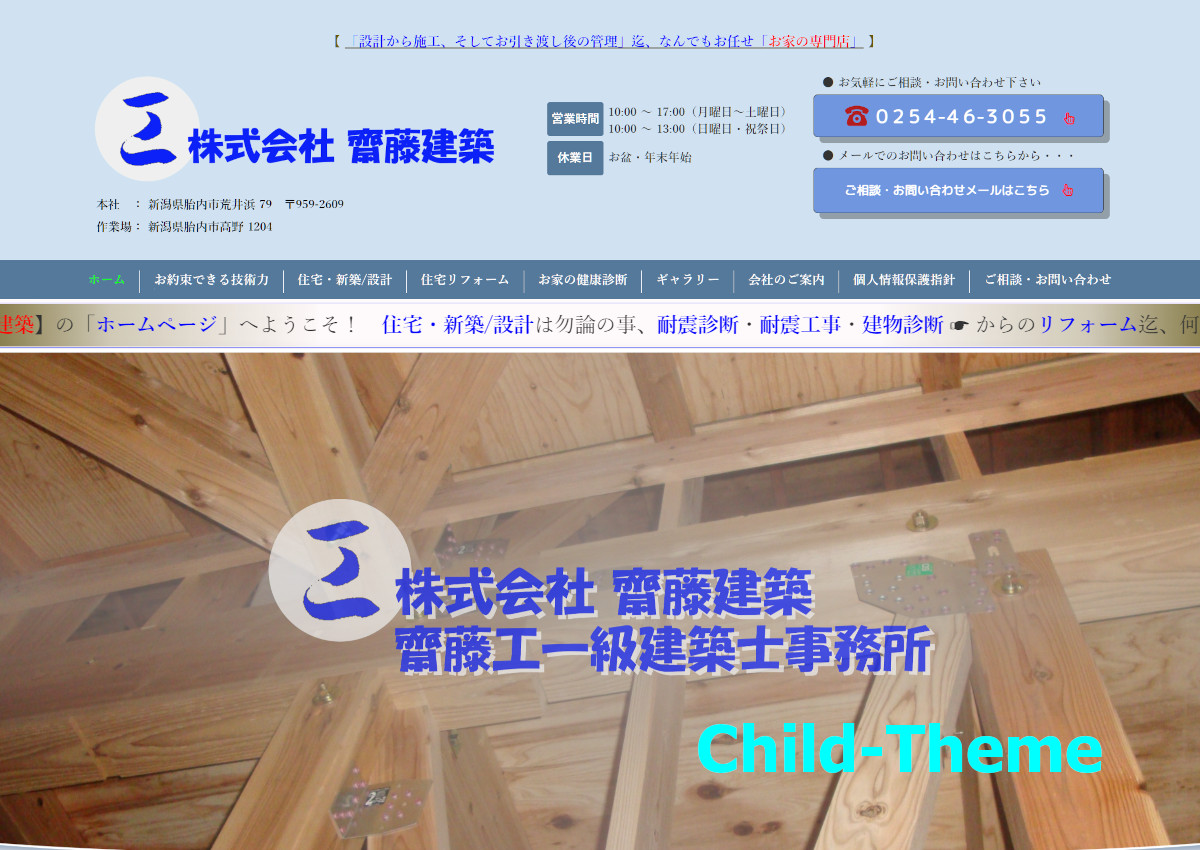 【 「設計から施工、そしてお引き渡し後の管理」迄、なんでもお任せ「お家の専門店」 】
株式会社 齋藤建築
本社 : 新潟県胎内市荒井浜 79 〒959-2609
作業場: 新潟県胎内市高野 1204
営業時間
10:00 ～ 17:00（月曜日～土曜日）
10:00 ～ 13:00（日曜日・祝祭日）
休業日
お盆・年末年始
● お気軽にご相談・お問い合わせ下さい
☎ 0254-46-3055
● メールでのお問い合わせはこちらから・・・
ご相談・お問い合わせメールはこちら
ホーム
お約束できる技術力
住宅・新築/設計
住宅リフォーム
お家の健康診断
ギャラリー
会社のご案内
個人情報保護指針
ご相談・お問い合わせ
建築】の「ホームページ」へようこそ！ 住宅・新築/設計は勿論の事、耐震診断・耐震工事・建物診断 ☛ からのリフォーム迄、何
株式会社 齋藤建築
齋藤工一級建築士事務所
Child-Theme